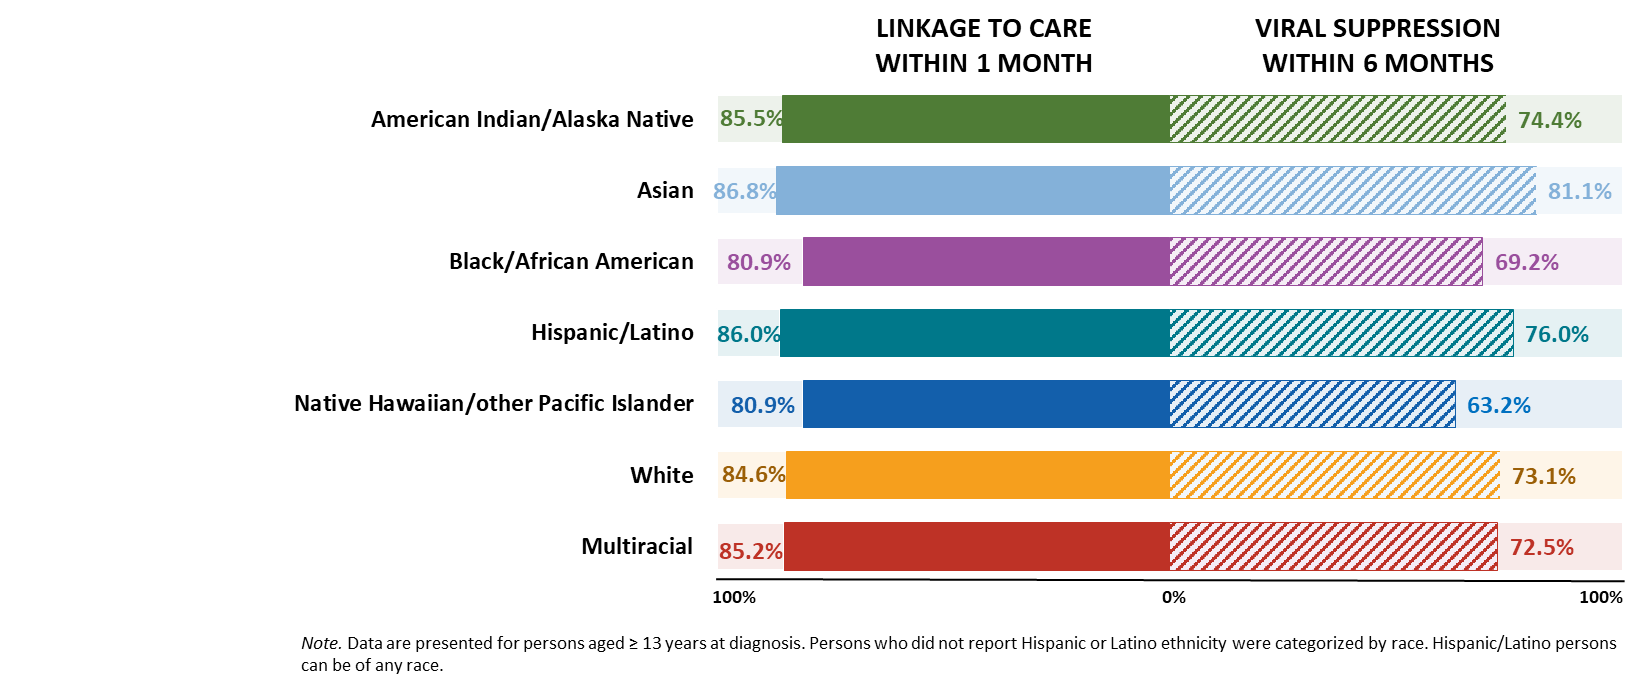 LINKAGE TO CARE
WITHIN 1 MONTH
VIRAL SUPPRESSION
WITHIN 6 MONTHS
American Indian/Alaska Native 85.5% 74.4%
Asian 86.8% 81.1%
Black/African American 80.9% 69.2%
Hispanic/Latino 86.0% 76.0%
Native Hawaiian/other Pacific Islander 80.9% 63.2%
White 84.6% 73.1%
Multiracial 85.2% 72.5%
100% 0% 100%
Note. Data are presented for persons aged ≥ 13 years at diagnosis. Persons who did not report Hispanic or Latino ethnicity were categorized by race. Hispanic/Latino persons
can be of any race.